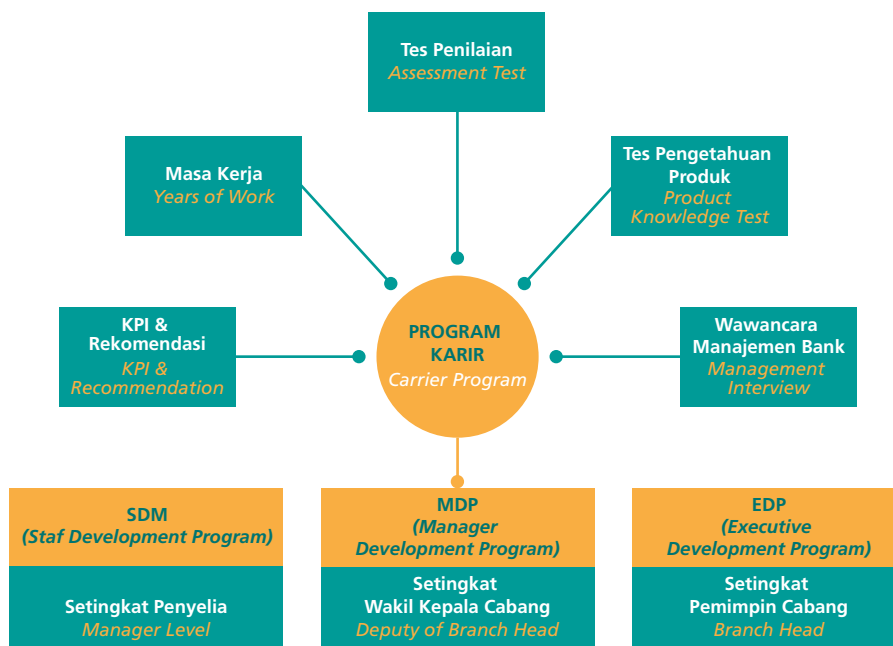 Tes Penilaian
Assessment Test
Masa Kerja
Years of Work
Tes Pengetahuan
Produk
Product
Knowledge Test
KPI &
Rekomendasi
KPI &
Recommendation
PROGRAM
KARIR
Carrier Program
Wawancara
Manajemen Bank
Management
Interview
SDM
(Staf Development Program)
Setingkat Penyelia
Manager Level
MDP
(Manager
Development Program)
Setingkat
Wakil Kepala Cabang
Deputy of Branch Head
EDP
(Executive
Development Program)
Setingkat
Pemimpin Cabang
Branch Head